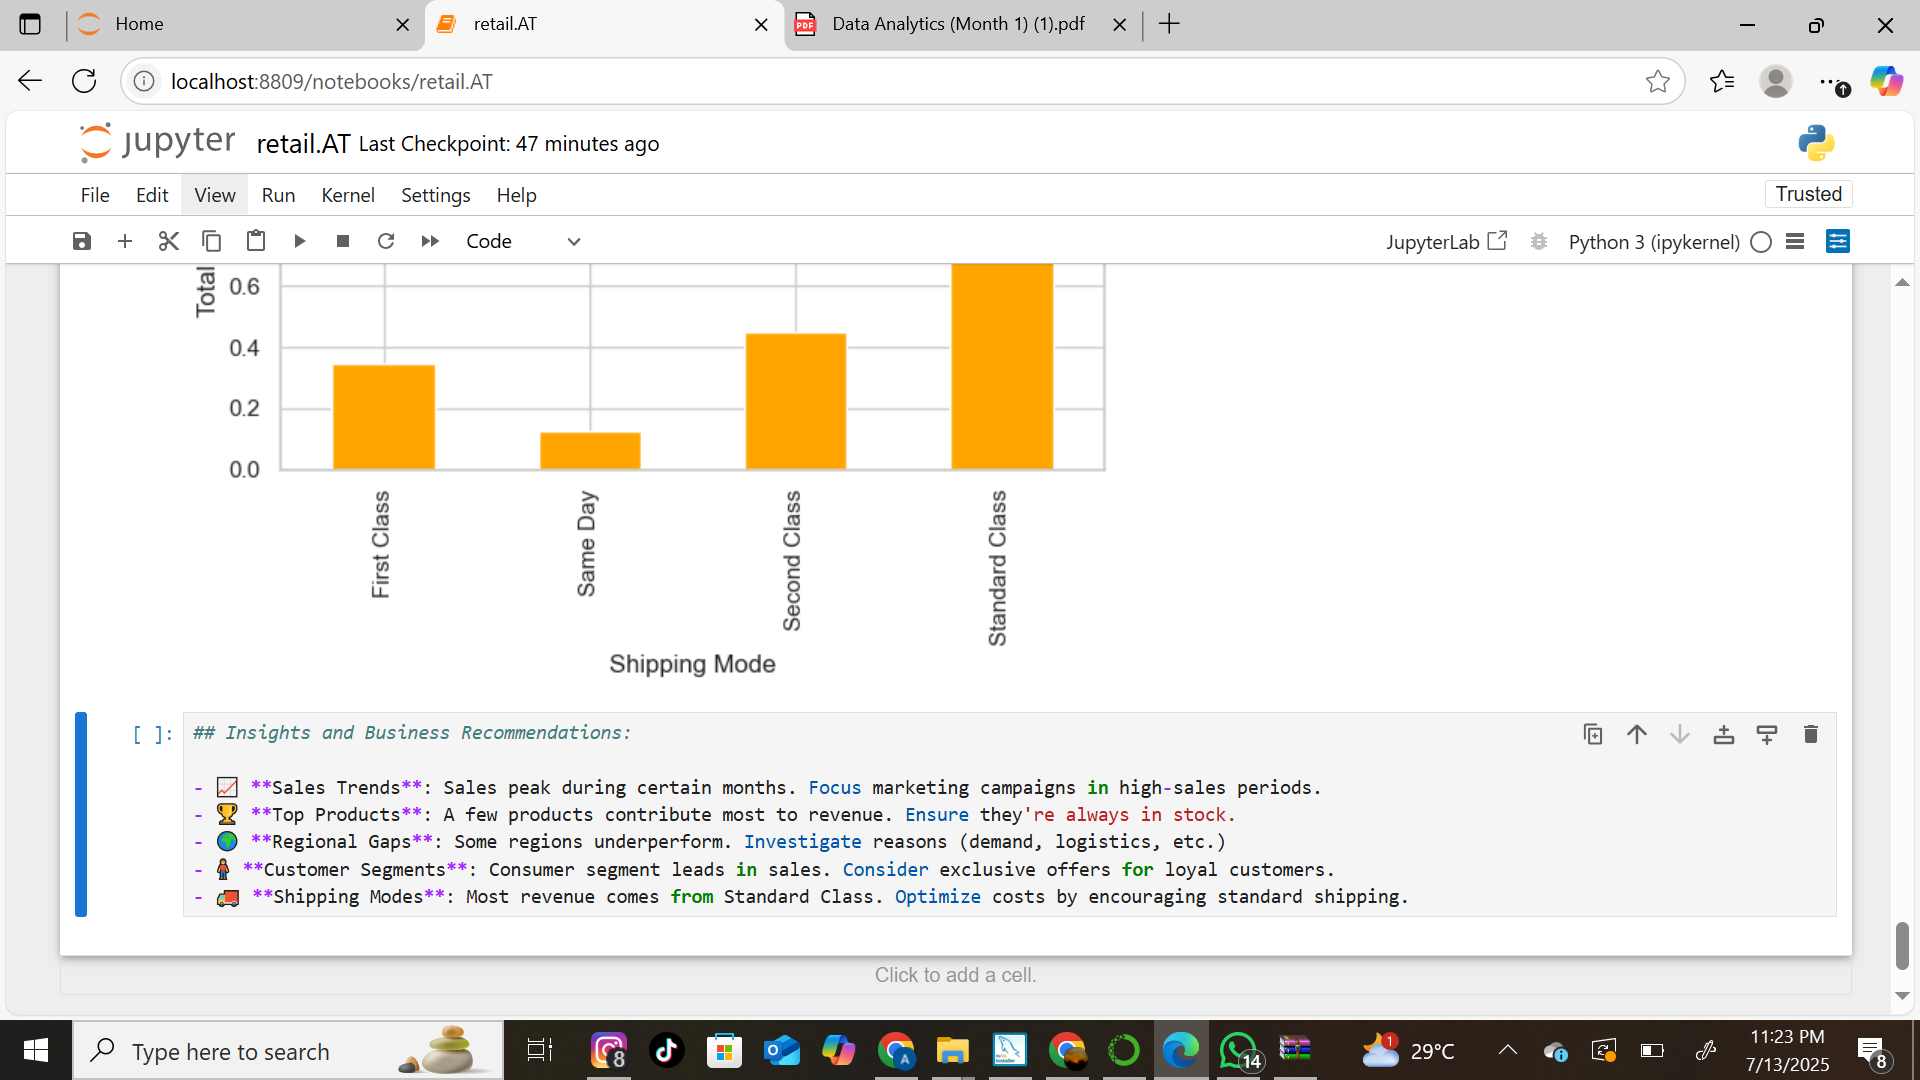 Home
retail.AT
PDF
Data Analytics (Month 1) (1).pdf
localhost:8809/notebooks/retail.AT
jupyter retail.AT Last Checkpoint: 47 minutes ago
File Edit View Run Kernel Settings Help
Trusted
Code
JupyterLab
Python 3 (ipykernel)
Total
0.6
0.4
0.2
0.0
First Class
Same Day
Second Class
Standard Class
Shipping Mode
[ ]:
## Insights and Business Recommendations:
- 📈 **Sales Trends**: Sales peak during certain months. Focus marketing campaigns in high-sales periods.
- 🏆 **Top Products**: A few products contribute most to revenue. Ensure they're always in stock.
- 🌍 **Regional Gaps**: Some regions underperform. Investigate reasons (demand, logistics, etc.)
- 🧍 **Customer Segments**: Consumer segment leads in sales. Consider exclusive offers for loyal customers.
- 🚚 **Shipping Modes**: Most revenue comes from Standard Class. Optimize costs by encouraging standard shipping.
Click to add a cell.
Type here to search
8
A
14
1
29°C
11:23 PM
7/13/2025
8